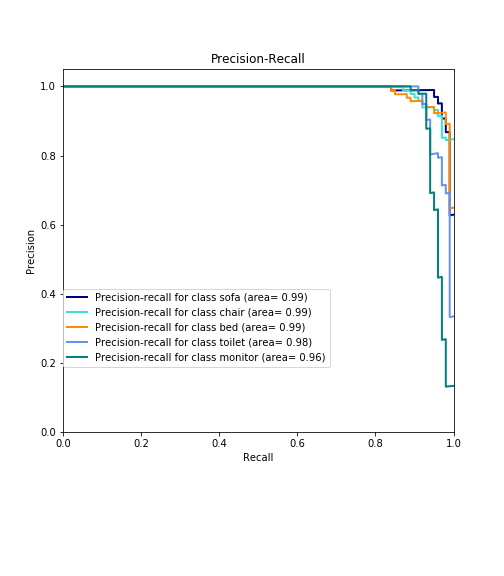 Precision-Recall
1.0
0.8
0.6
0.4
0.2
0.0
Precision
Precision-recall for class sofa (area= 0.99)
Precision-recall for class chair (area= 0.99)
Precision-recall for class bed (area= 0.99)
Precision-recall for class toilet (area= 0.98)
Precision-recall for class monitor (area= 0.96)
0.0 0.2 0.4 0.6 0.8 1.0
Recall